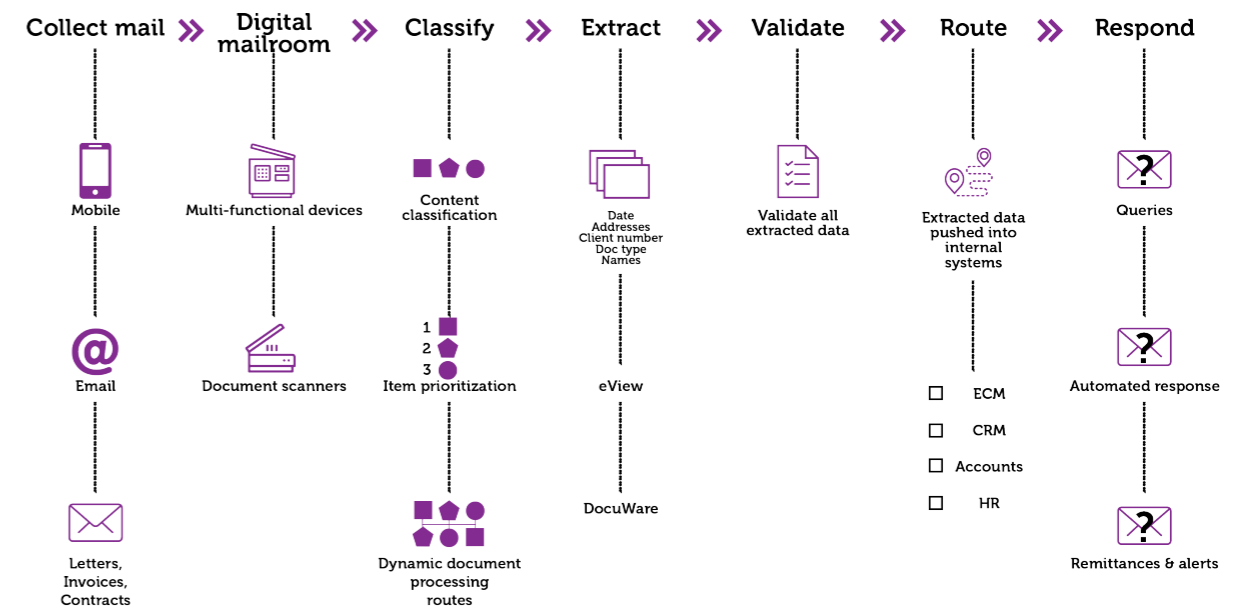 Collect mail
Digital
mailroom
Classify
Extract
Validate
Route
Respond
Mobile
Email
Letters,
Invoices,
Contracts
Multi-functional devices
Document scanners
Content
classification
1
2
3
Item prioritization
Dynamic document
processing
routes
Date
Addresses
Client number
Doc type
Names
eView
DocuWare
Validate all
extracted data
Extracted data
pushed into
internal
systems
ECM
CRM
Accounts
HR
?
Queries
?
Automated response
?
Remittances & alerts